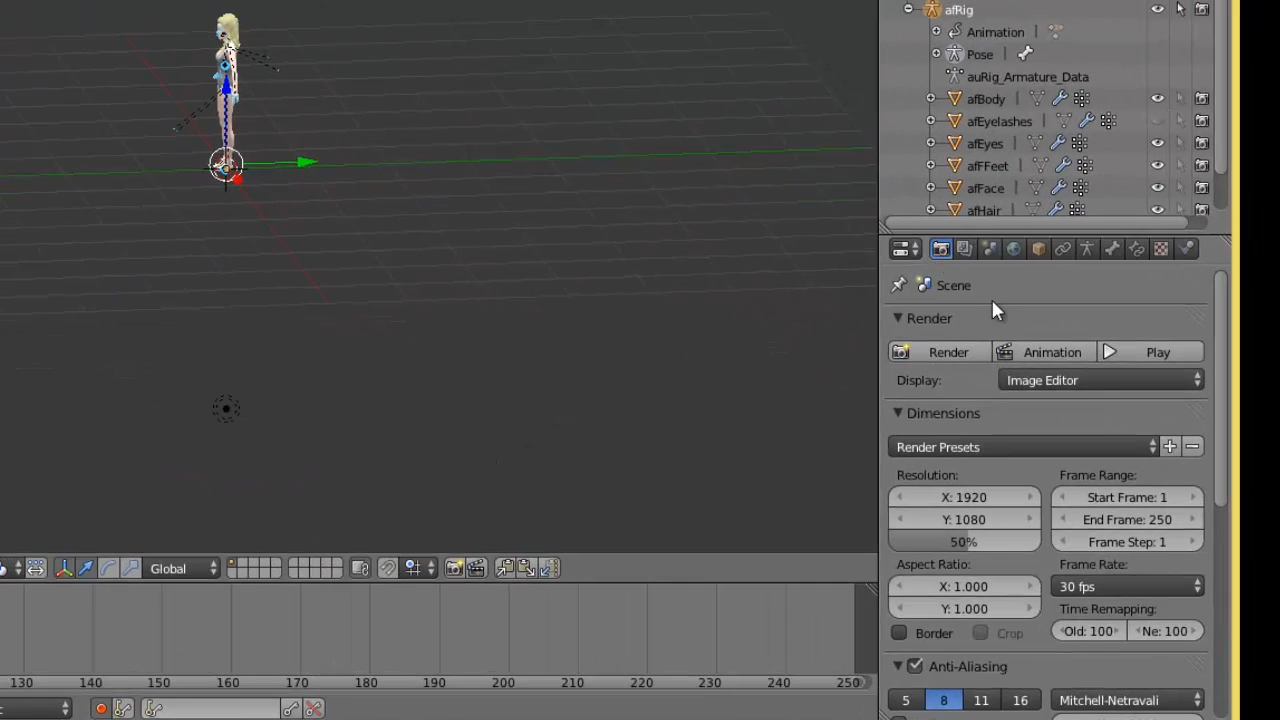 afRig
Animation
Pose
auRig_Armature_Data
afBody
afEyelashes
afEyes
afFFeet
afFace
afHair
Scene
Render
Render Animation Play
Display: Image Editor
Dimensions
Render Presets
Resolution: Frame Range:
X: 1920 Start Frame: 1
Y: 1080 End Frame: 250
50% Frame Step: 1
Aspect Ratio: Frame Rate:
X: 1.000 30 fps
Y: 1.000 Time Remapping:
Border Crop Old: 100 Ne: 100
Anti-Aliasing
5 8 11 16 Mitchell-Netravali
Global
130 140 150 160 170 180 190 200 210 220 230 240 250